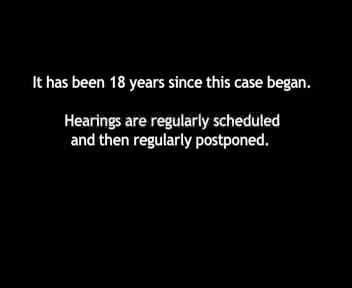 It has been 18 years since this case began.
Hearings are regularly scheduled
and then regularly postponed.